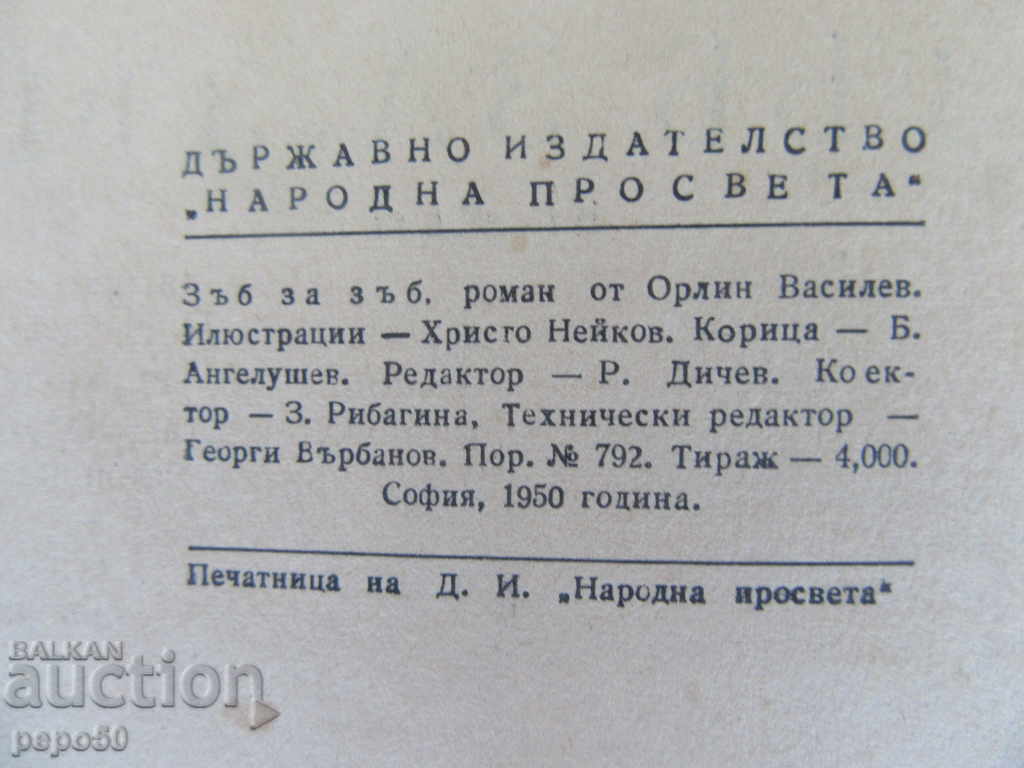 ДЪРЖАВНО ИЗДАТЕЛСТВО
„НАРОДНА ПРОСВЕТА“
Зъб за зъб. роман от Орлин Василев.
Илюстрации — Христо Нейков. Корица — Б.
Ангелушев. Редактор — Р. Дичев. Ко ек-
тор — З. Рибагина, Технически редактор —
Георги Върбанов. Пор. № 792. Тираж — 4,000.
София, 1950 година.
Печатница на Д. И. „Народна просвета“
BALKAN
auction
pepo50